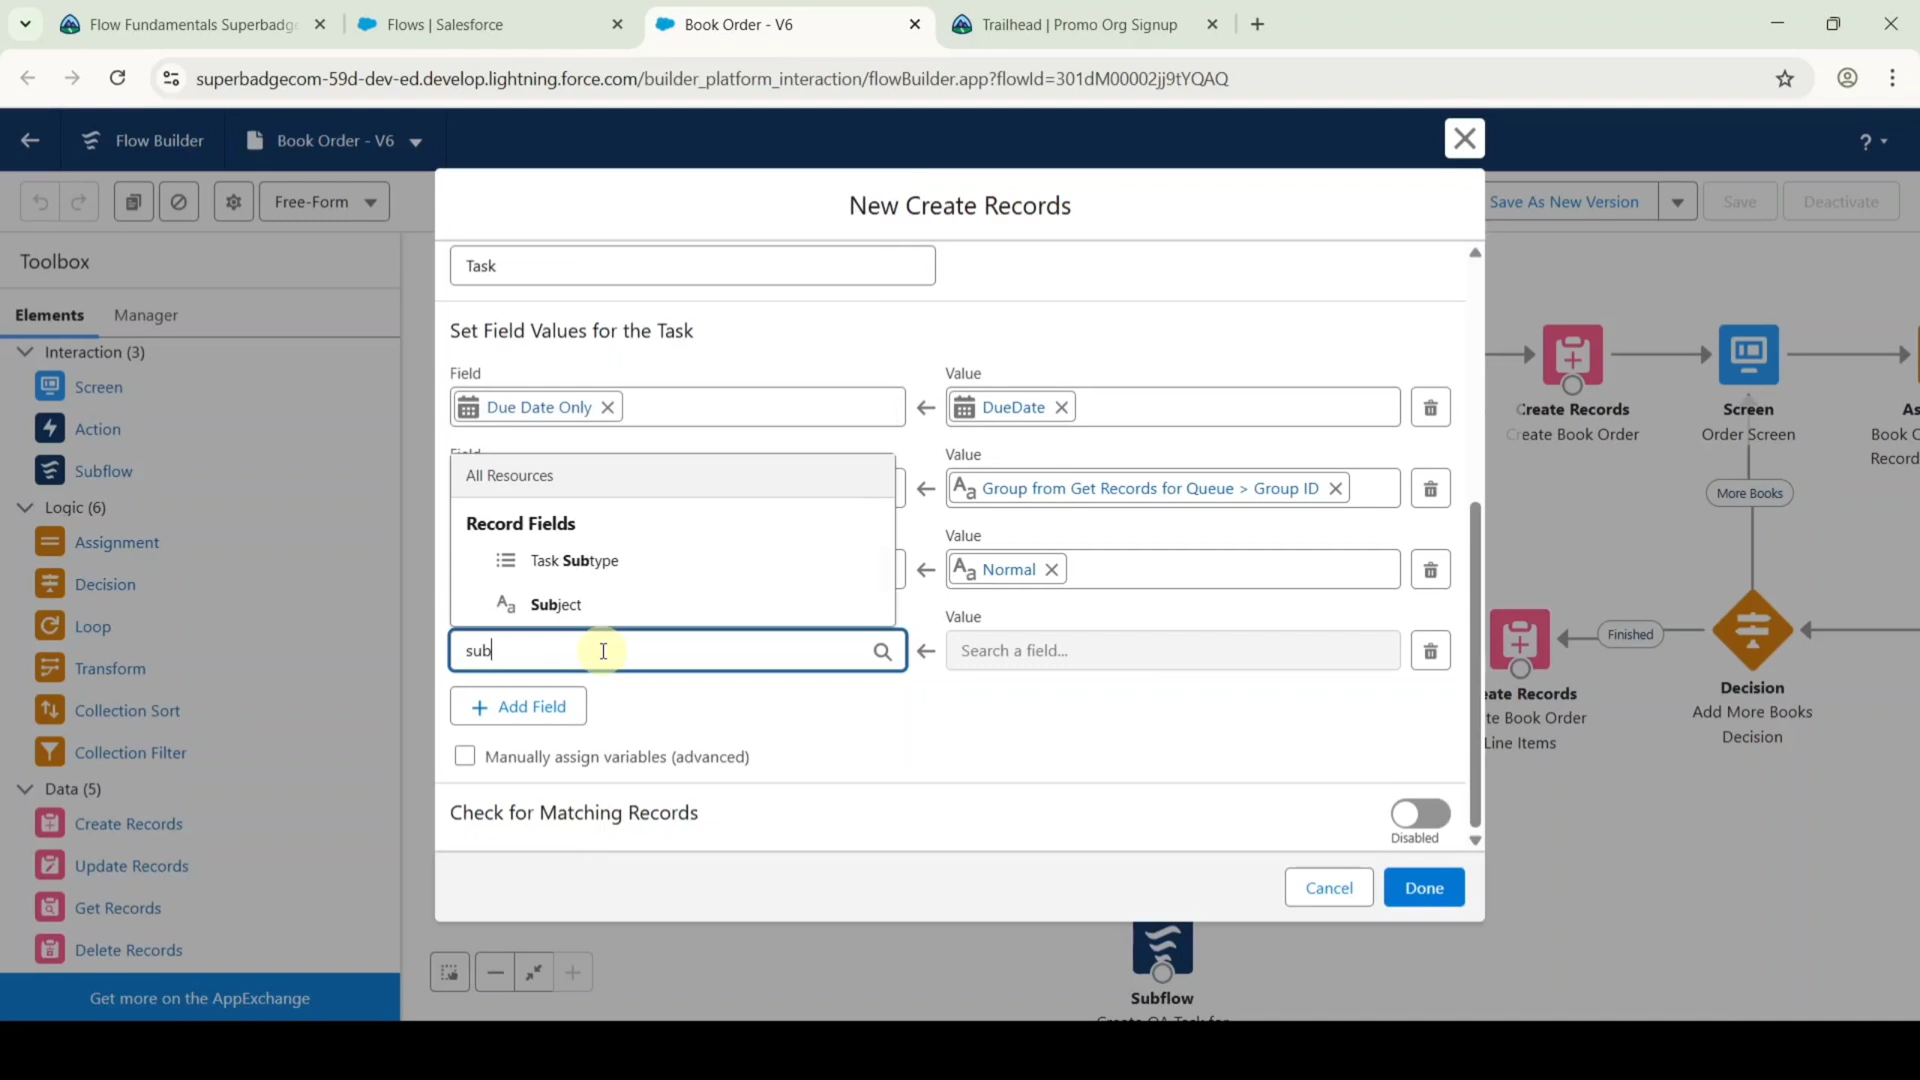 Flow Fundamentals Superbadge
Flows | Salesforce
Book Order - V6
Trailhead | Promo Org Signup
superbadgecom-59d-dev-ed.develop.lightning.force.com/builder_platform_interaction/flowBuilder.app?flowId=301dM00002jj9tYQAQ
Flow Builder
Book Order - V6
?
Free-Form
New Create Records
Save As New Version
Save
Deactivate
Toolbox
Elements
Manager
Interaction (3)
Screen
Action
Subflow
Logic (6)
Assignment
Decision
Loop
Transform
Collection Sort
Collection Filter
Data (5)
Create Records
Update Records
Get Records
Delete Records
Get more on the AppExchange
Task
Set Field Values for the Task
Field
Value
Due Date Only
DueDate
Value
Aa Group from Get Records for Queue > Group ID
Value
Aa Normal
Value
All Resources
Record Fields
Task Subtype
Aa Subject
sub
Search a field...
Add Field
Manually assign variables (advanced)
Check for Matching Records
Disabled
Cancel
Done
Create Records
Create Book Order
Screen
Order Screen
More Books
Finished
Decision
Add More Books
Decision
Line Items
Subflow